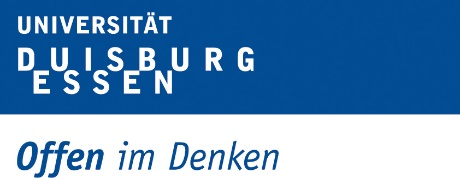 UNIVERSITÄT
DUISBURG
ESSEN
Offen im Denken